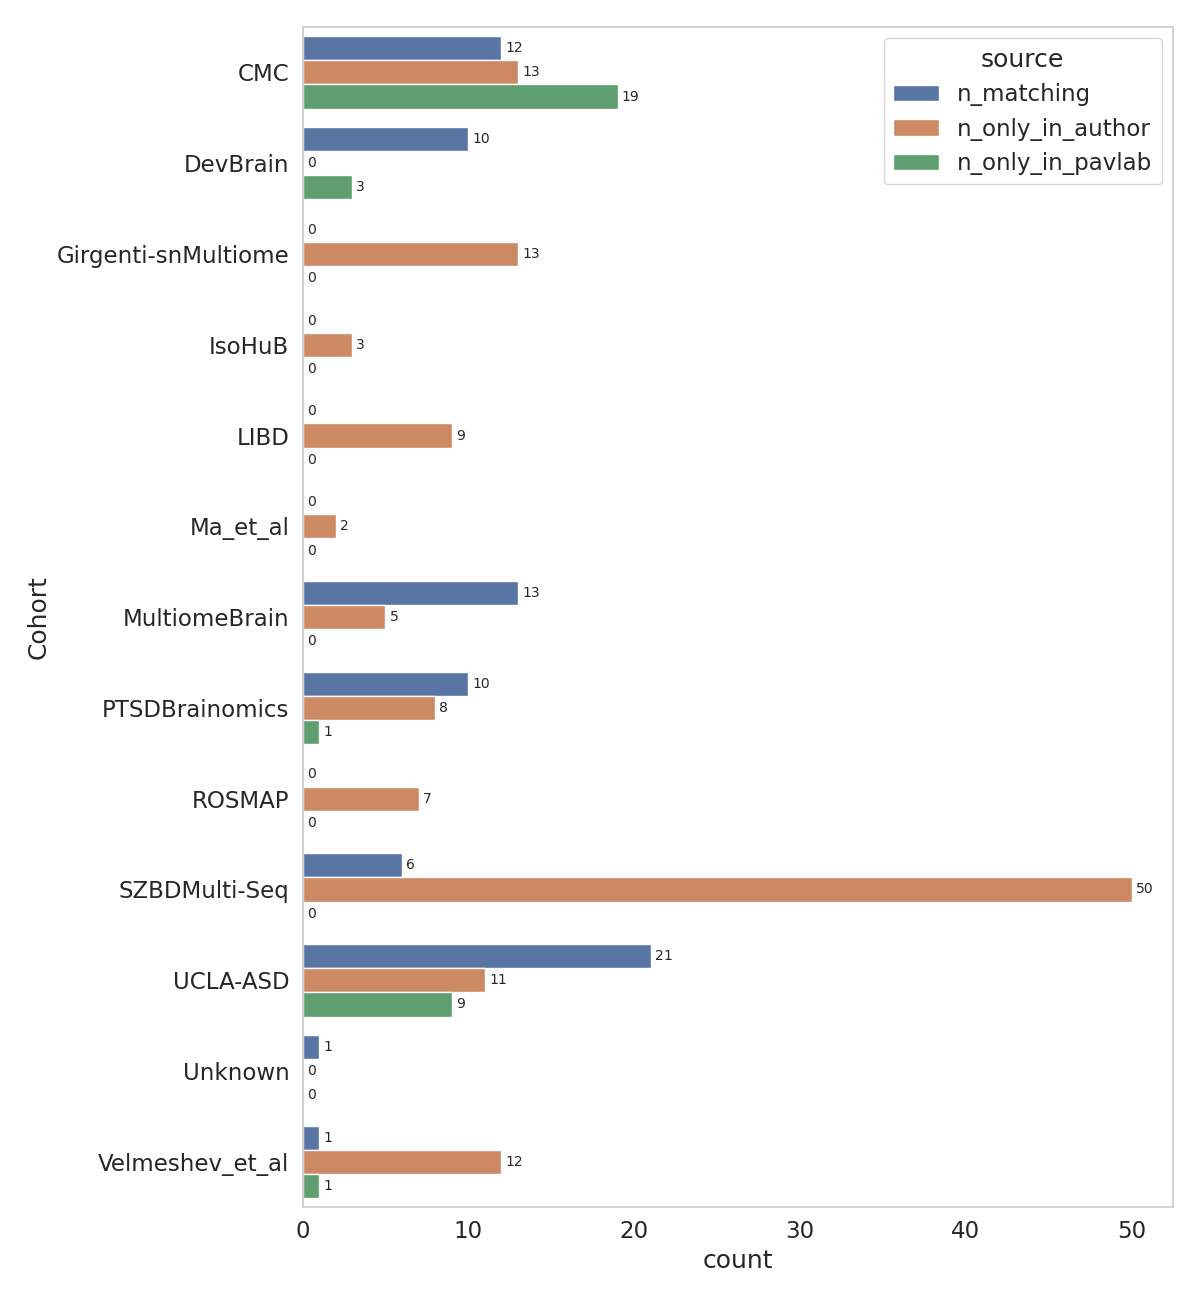 source
n_matching
n_only_in_author
n_only_in_pavlab
CMC
12
13
19
DevBrain
10
0
3
Girgenti-snMultiome
0
13
0
IsoHuB
0
3
0
LIBD
0
9
0
Ma_et_al
0
2
0
MultiomeBrain
13
5
0
PTSDBrainomics
10
8
1
ROSMAP
0
7
0
SZBDMulti-Seq
6
50
0
UCLA-ASD
21
11
9
Unknown
1
0
0
Velmeshev_et_al
1
12
1
Cohort
0 10 20 30 40 50
count